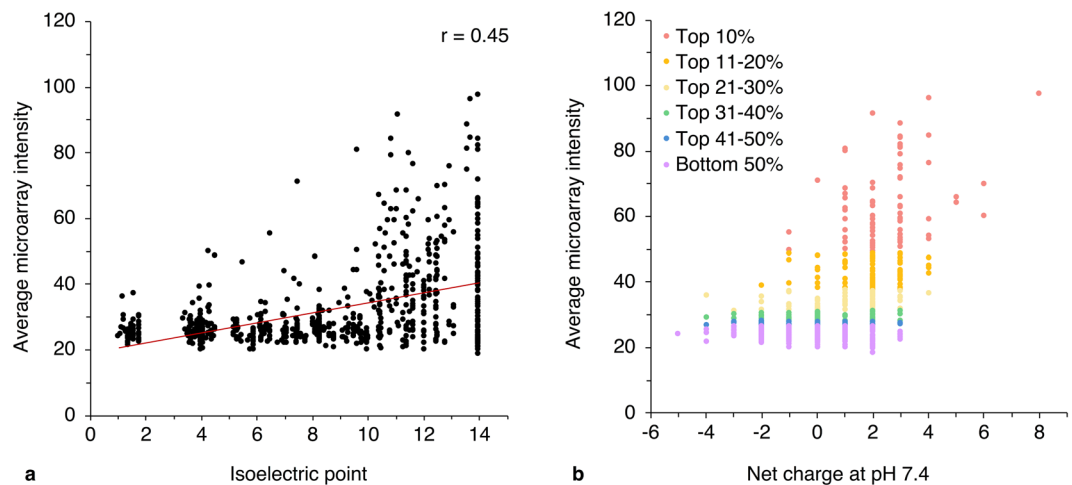 120
100
80
60
40
20
0
Average microarray intensity
r = 0.45
0 2 4 6 8 10 12 14
a Isoelectric point
120
100
80
60
40
20
0
Average microarray intensity
Top 10%
Top 11-20%
Top 21-30%
Top 31-40%
Top 41-50%
Bottom 50%
-6 -4 -2 0 2 4 6 8
b Net charge at pH 7.4